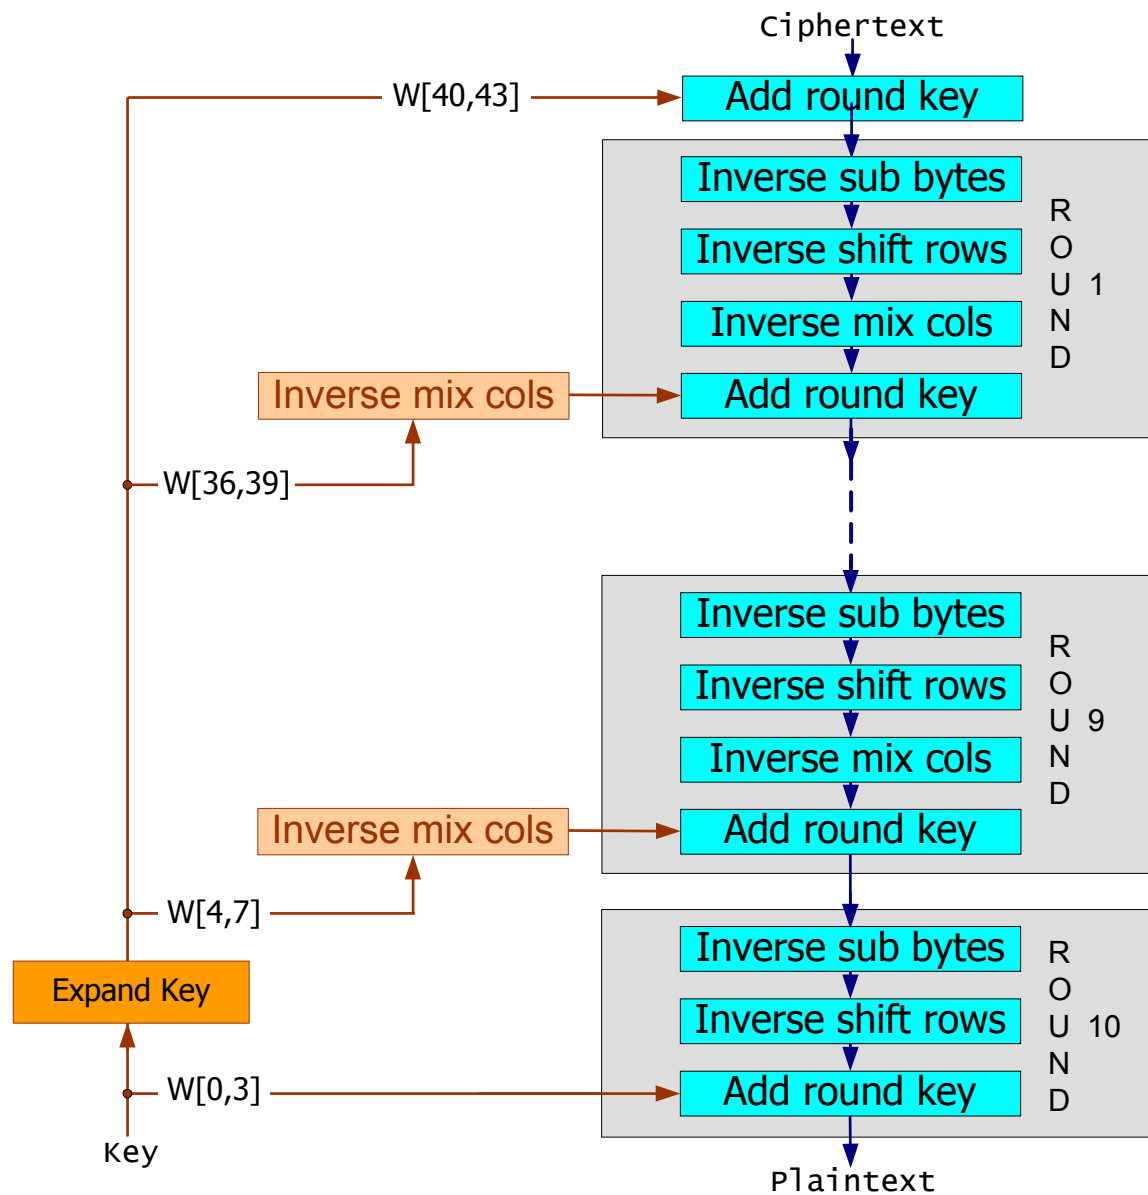 Ciphertext
W[40,43]
Add round key
Inverse sub bytes
Inverse shift rows
Inverse mix cols
Add round key
ROUND 1
Inverse mix cols
W[36,39]
Inverse sub bytes
Inverse shift rows
Inverse mix cols
Add round key
ROUND 9
Inverse mix cols
W[4,7]
Expand Key
Inverse sub bytes
Inverse shift rows
Add round key
ROUND 10
W[0,3]
Key
Plaintext